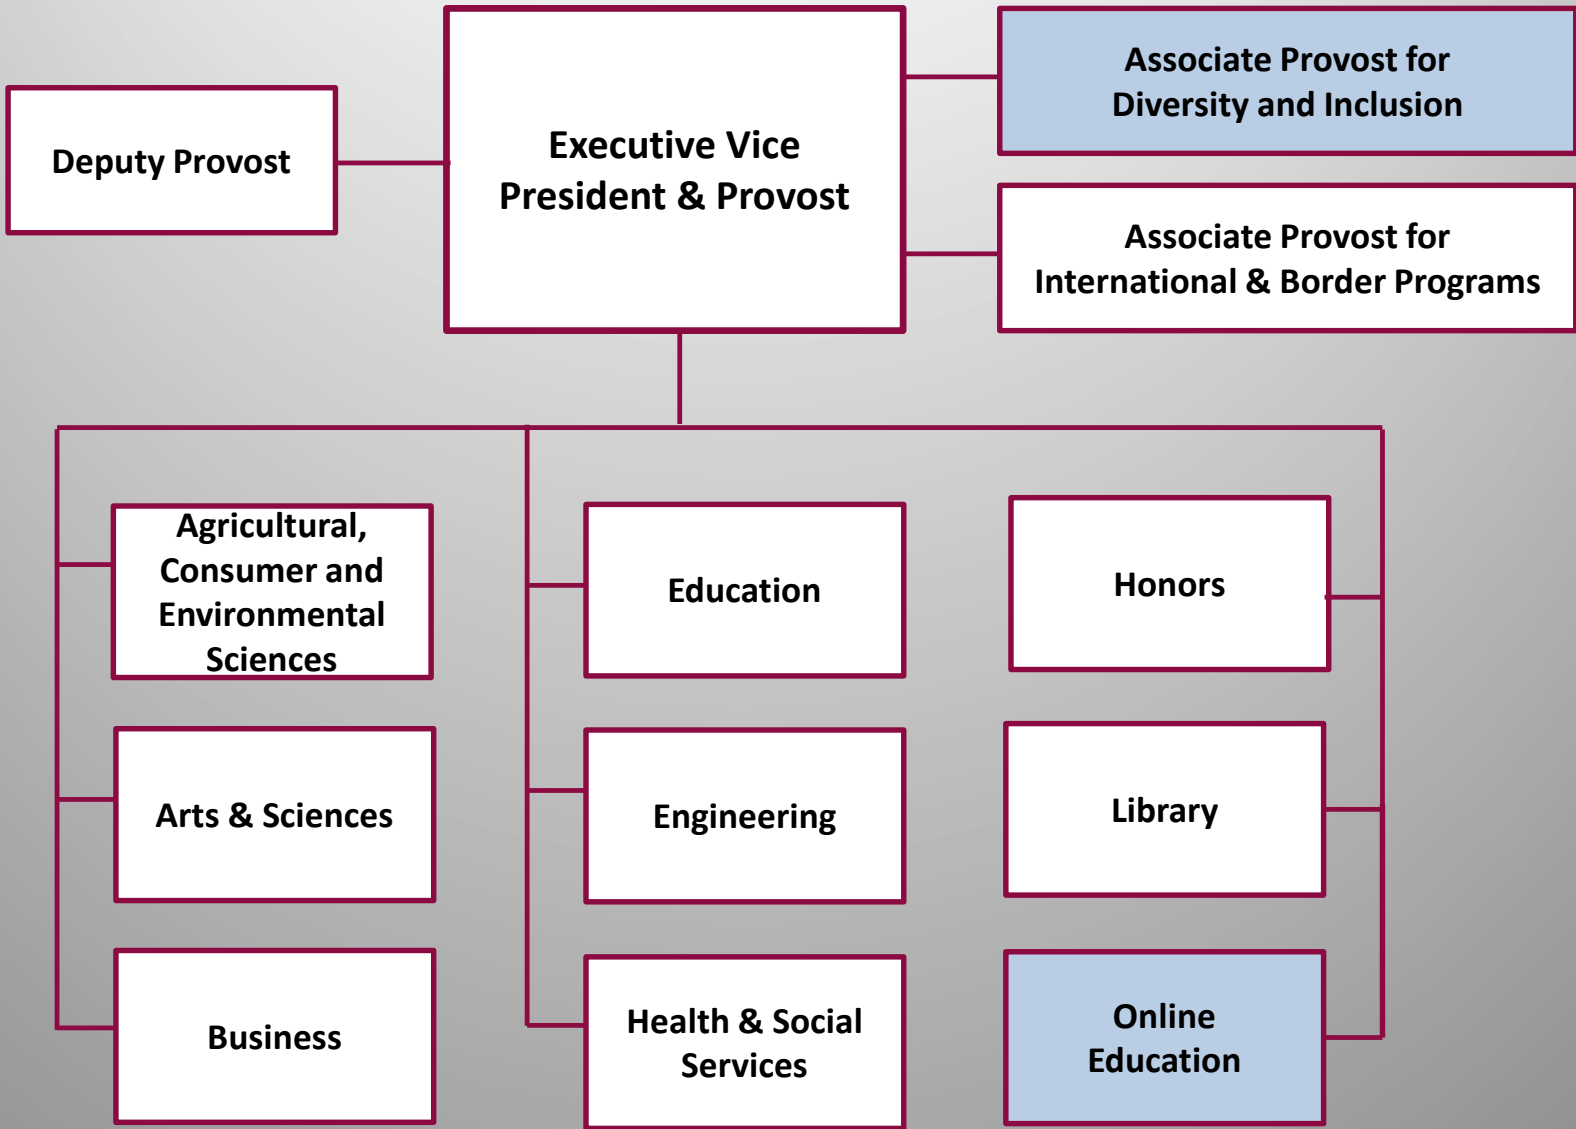 Associate Provost for
Diversity and Inclusion
Deputy Provost
Executive Vice
President & Provost
Associate Provost for
International & Border Programs
Agricultural,
Consumer and
Environmental
Sciences
Education
Honors
Arts & Sciences
Engineering
Library
Business
Health & Social
Services
Online
Education